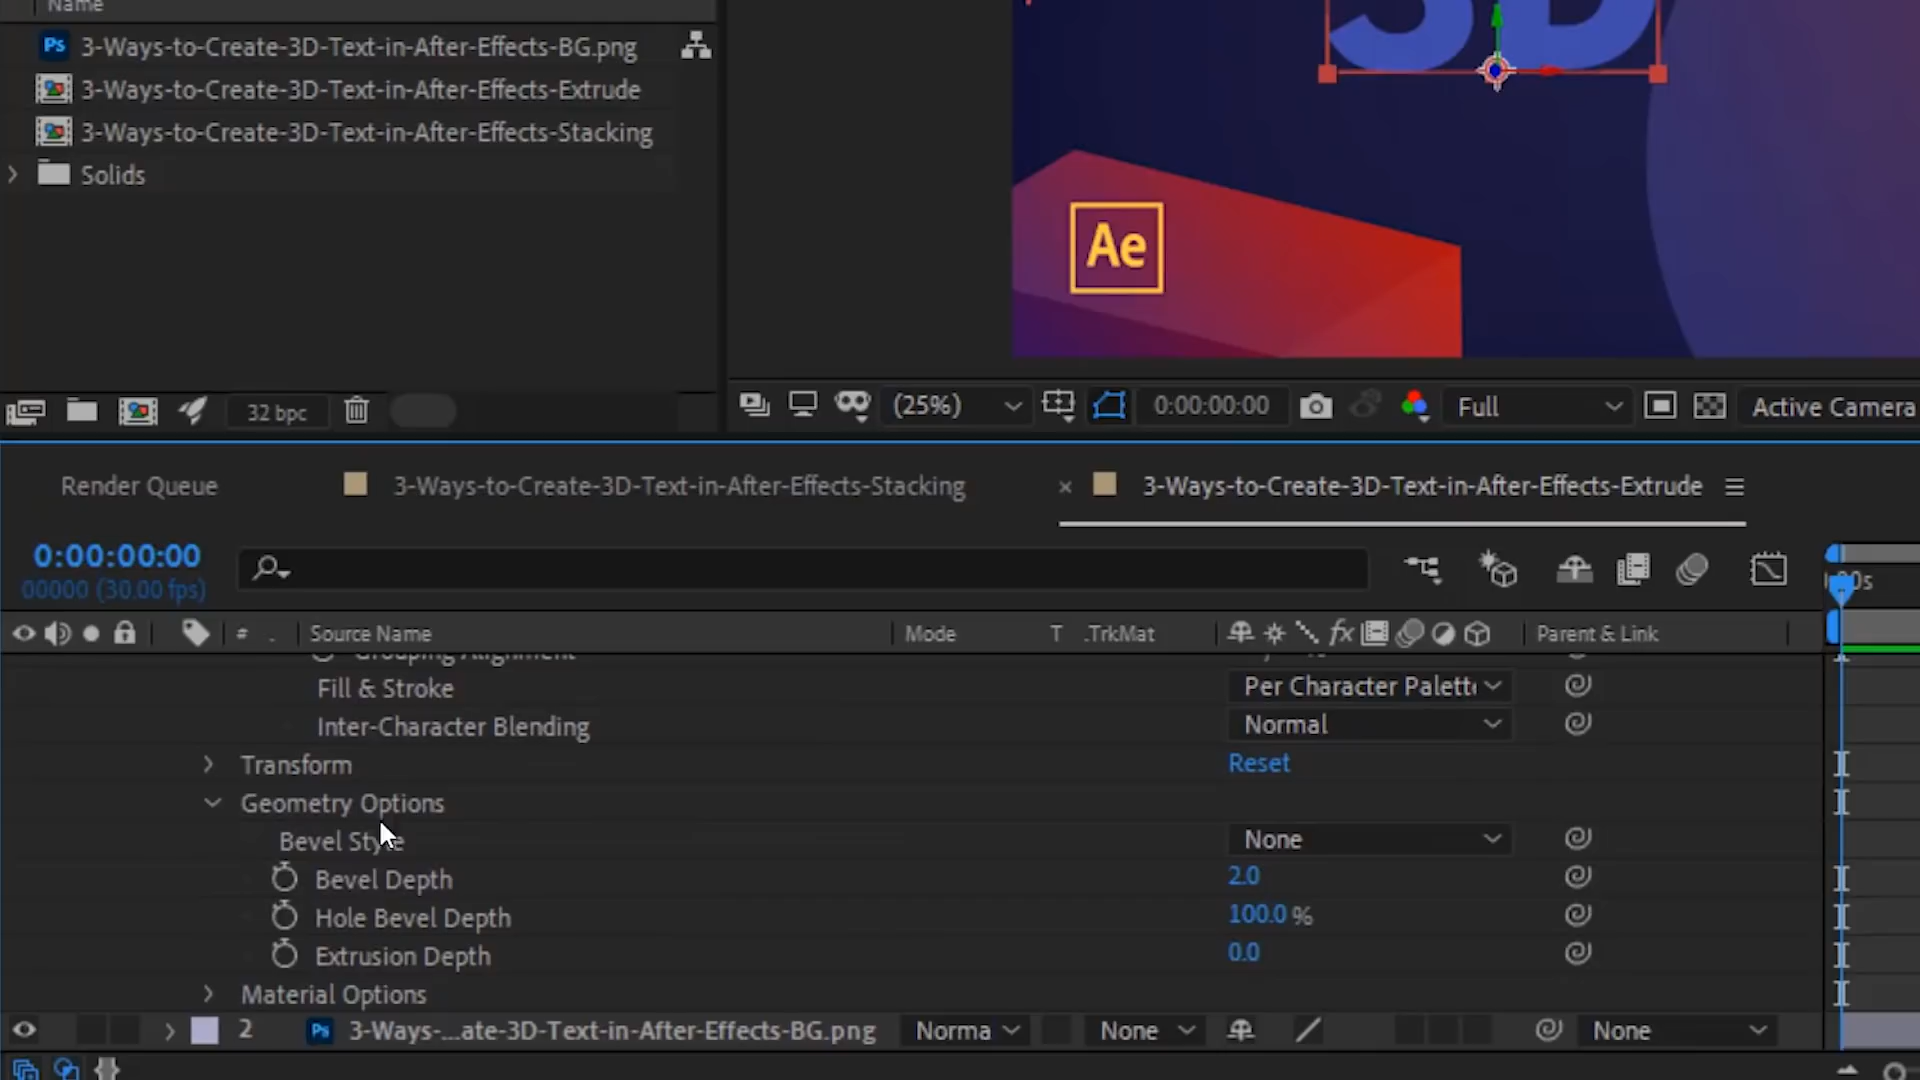 Name
Ps 3-Ways-to-Create-3D-Text-in-After-Effects-BG.png
3-Ways-to-Create-3D-Text-in-After-Effects-Extrude
3-Ways-to-Create-3D-Text-in-After-Effects-Stacking
Solids
3D
Ae
32 bpc
(25%) 0:00:00:00 Full Active Camera
Render Queue 3-Ways-to-Create-3D-Text-in-After-Effects-Stacking × 3-Ways-to-Create-3D-Text-in-After-Effects-Extrude
0:00:00:00
00000 (30.00 fps)
# . Source Name Mode T .TrkMat fx Parent & Link
Grouping Alignment
Fill & Stroke Per Character Palett
Inter-Character Blending Normal
Transform Reset
Geometry Options
Bevel Style None
Bevel Depth 2.0
Hole Bevel Depth 100.0 %
Extrusion Depth 0.0
Material Options
2 Ps 3-Ways-...ate-3D-Text-in-After-Effects-BG.png Norma None None